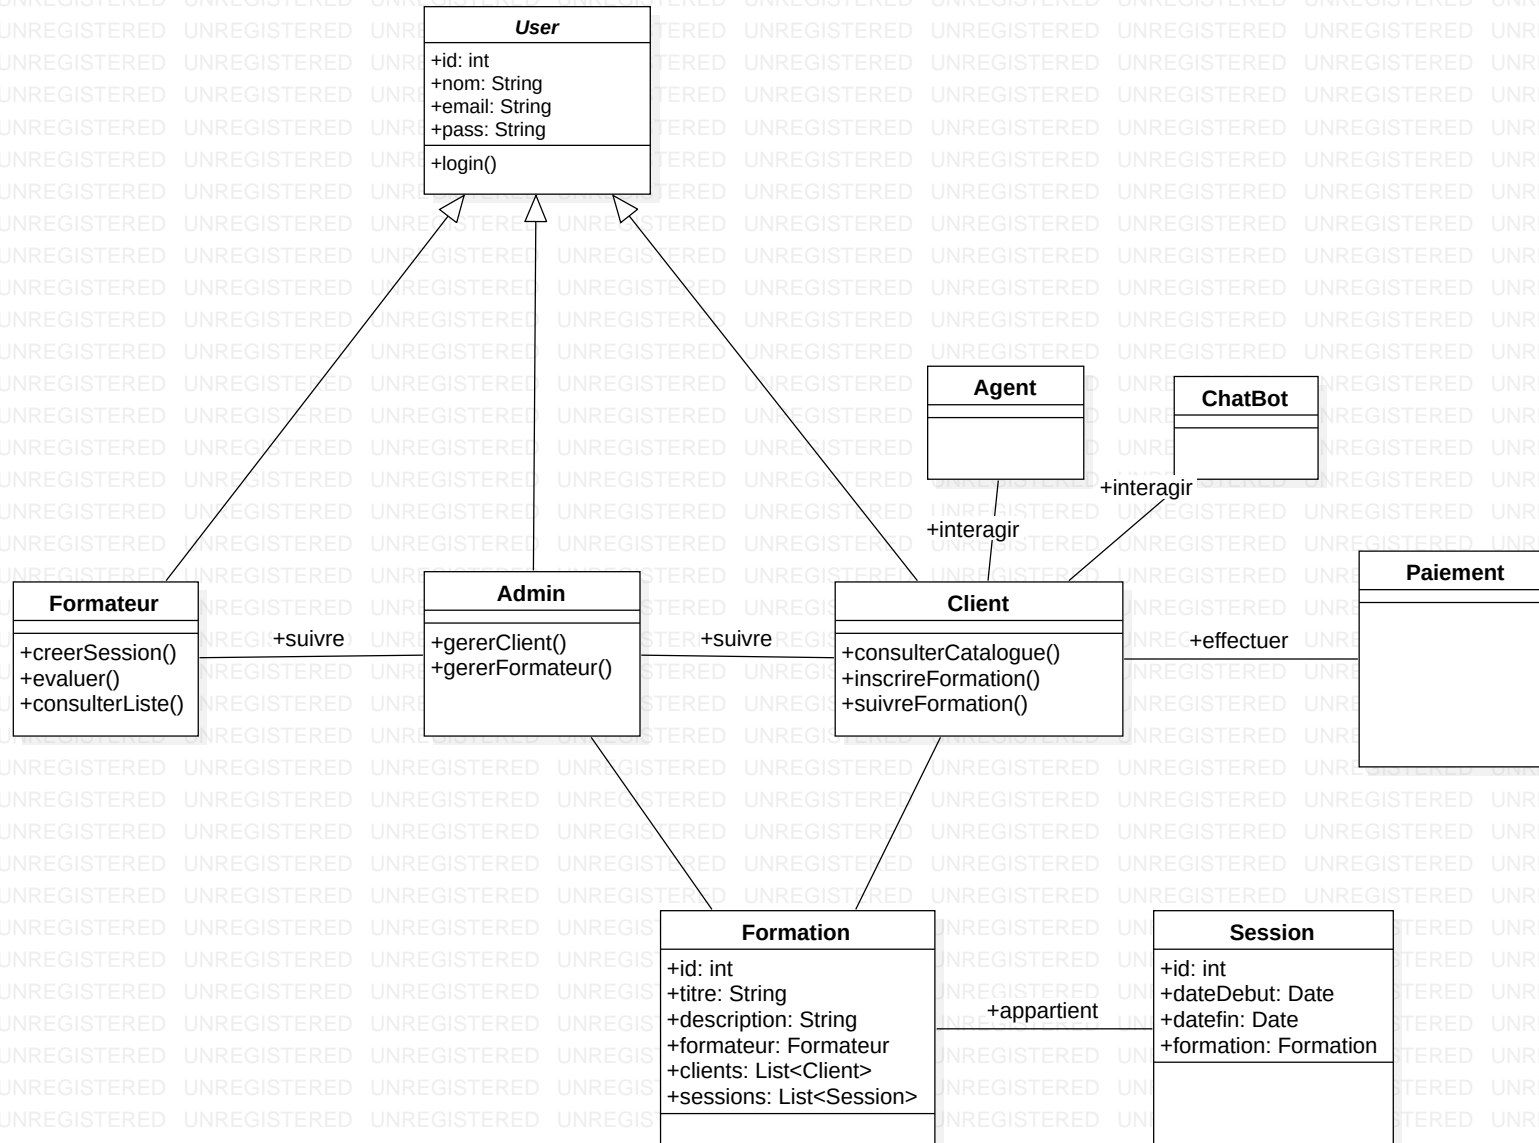 User
+id: int
+nom: String
+email: String
+pass: String
+login()
Agent
ChatBot
+interagir
+interagir
Formateur
+creerSession()
+evaluer()
+consulterListe()
+suivre
Admin
+gererClient()
+gererFormateur()
+suivre
Client
+consulterCatalogue()
+inscrireFormation()
+suivreFormation()
+effectuer
Paiement
Formation
+id: int
+titre: String
+description: String
+formateur: Formateur
+clients: List<Client>
+sessions: List<Session>
+appartient
Session
+id: int
+dateDebut: Date
+datefin: Date
+formation: Formation
UNREGISTERED